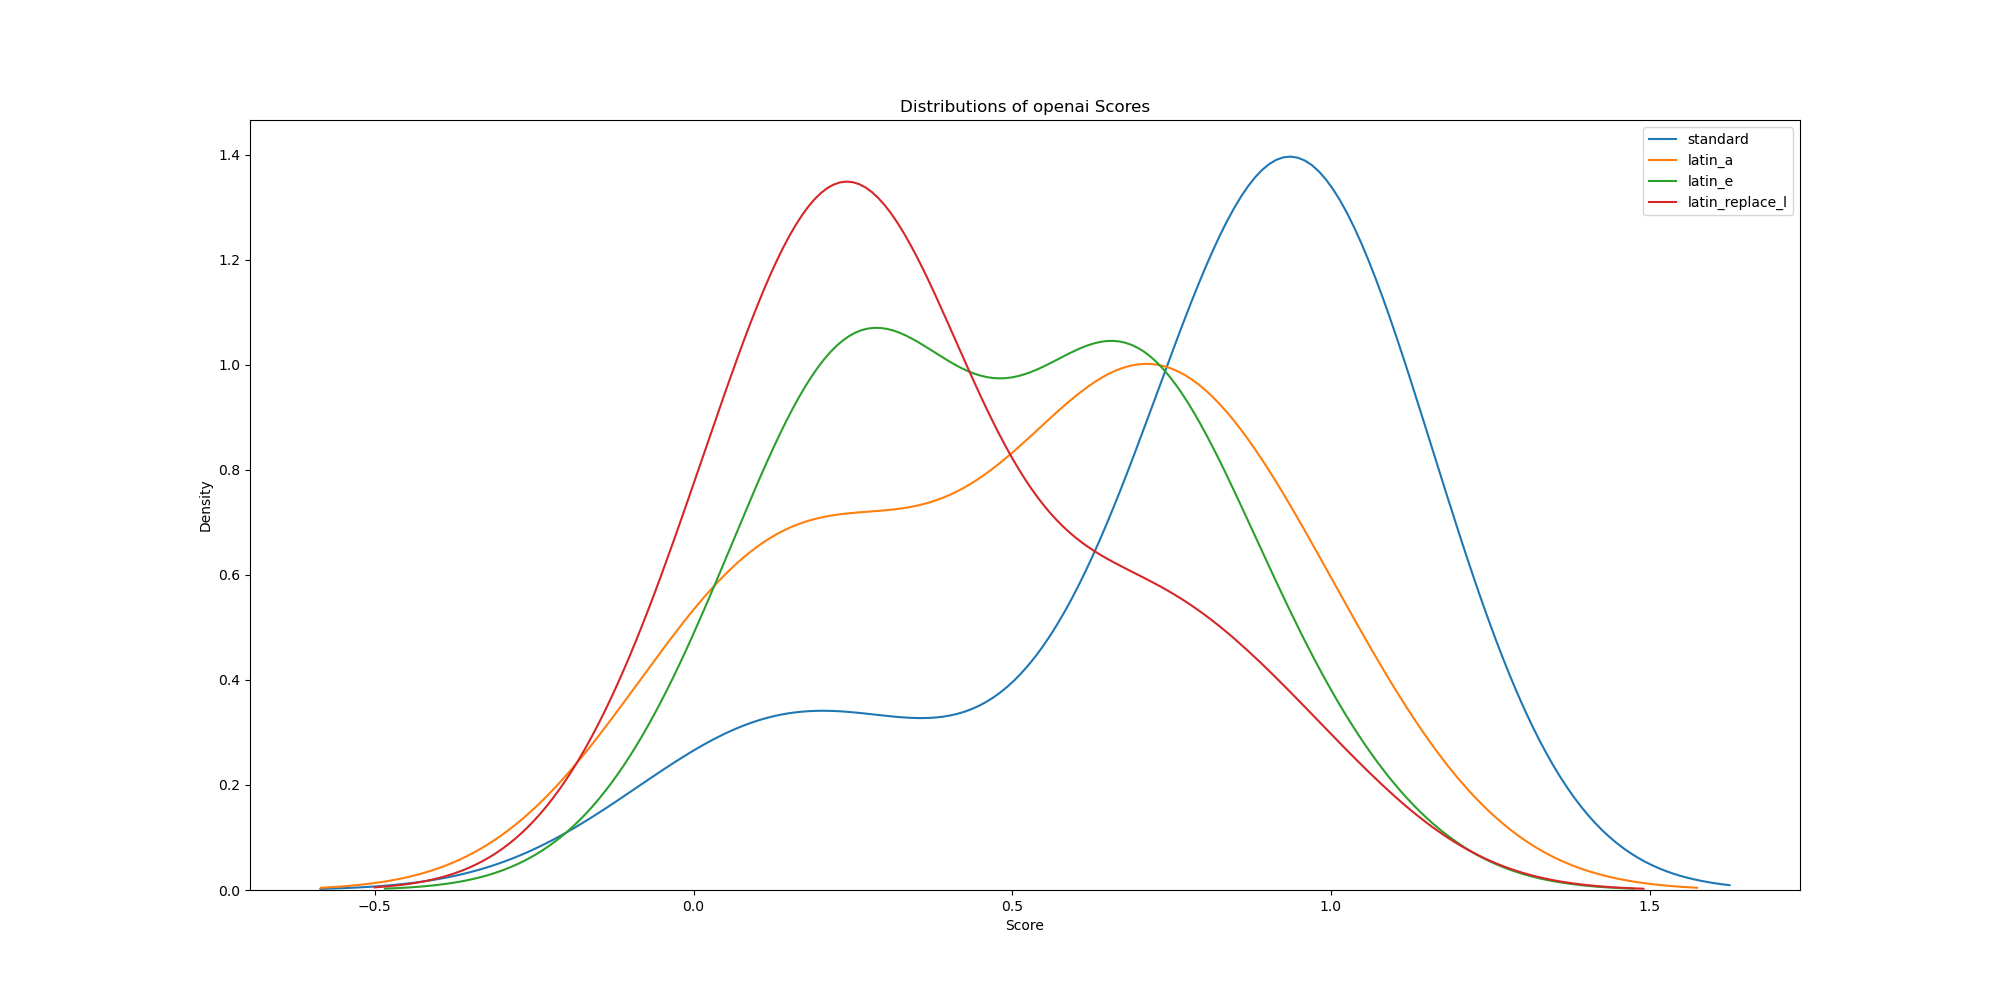 Distributions of openai Scores
standard
latin_a
latin_e
latin_replace_l
Density
1.4
1.2
1.0
0.8
0.6
0.4
0.2
0.0
−0.5
0.0
0.5
1.0
1.5
Score